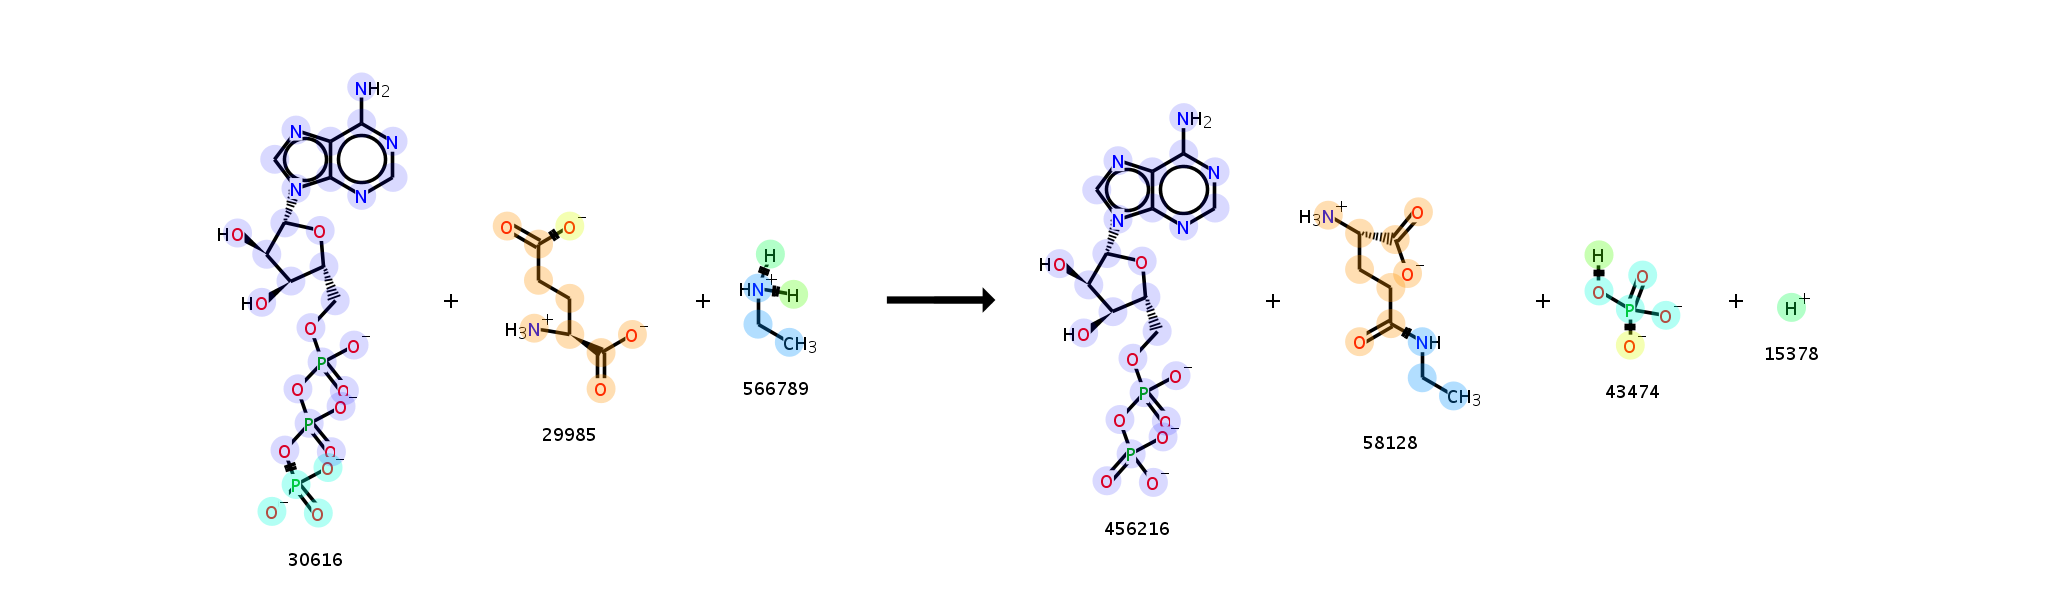 NH2
N
N
N
N
HO
O
HO
O
O−
P
O
O
O−
P
O
O
O−
P
O−
O
30616
+
O
O−
H3N+
O−
O
29985
+
H
HN+
H
CH3
566789
NH2
N
N
N
N
HO
O
HO
O
O−
P
O
O
O−
P
O
O−
456216
+
H3N+
O
O−
O
NH
CH3
58128
+
H
O
O
P
O−
O−
43474
+
H+
15378